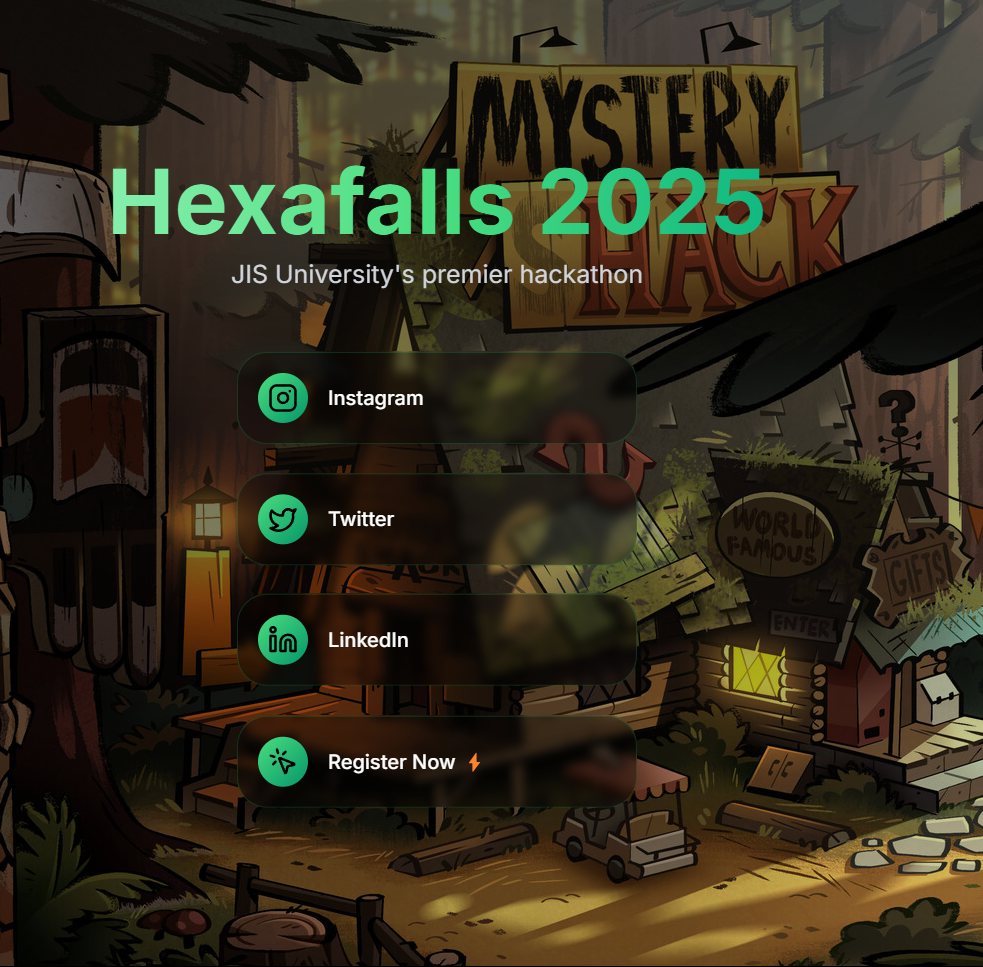 MYSTERY
Hexafalls 2025
SHACK
JIS University's premier hackathon
Instagram
Twitter
WORLD
FAMOUS
GIFTS!
LinkedIn
ENTER
Register Now